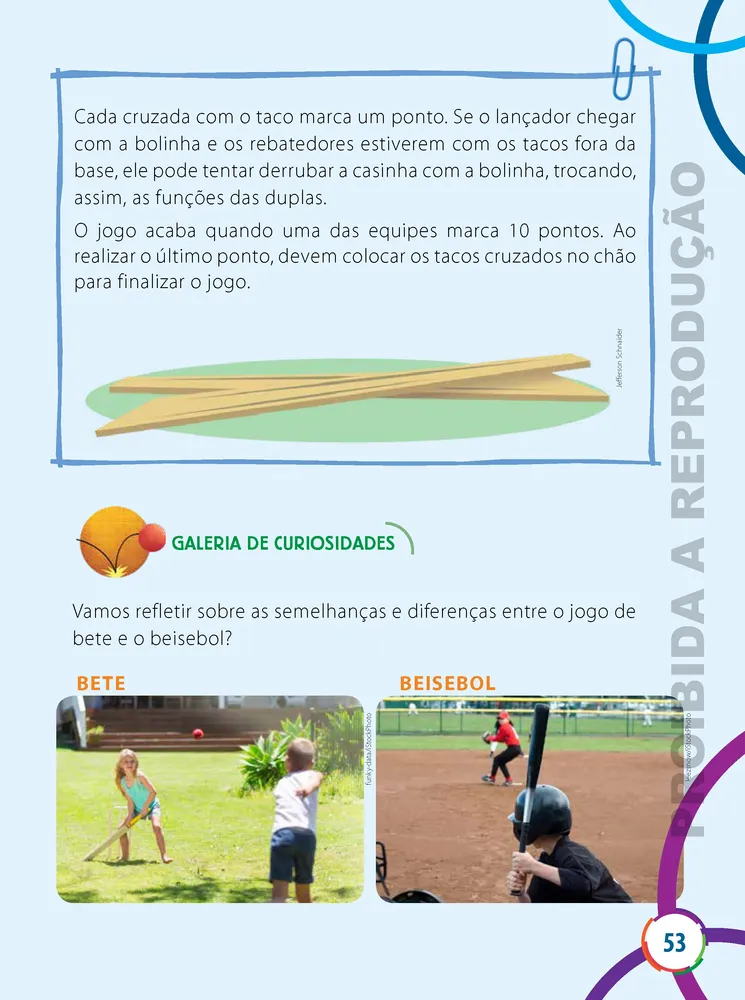 Cada cruzada com o taco marca um ponto. Se o lançador chegar
com a bolinha e os rebatedores estiverem com os tacos fora da
base, ele pode tentar derrubar a casinha com a bolinha, trocando,
assim, as funções das duplas.
O jogo acaba quando uma das equipes marca 10 pontos. Ao
realizar o último ponto, devem colocar os tacos cruzados no chão
para finalizar o jogo.
Jefferson Schnaider
GALERIA DE CURIOSIDADES
Vamos refletir sobre as semelhanças e diferenças entre o jogo de
bete e o beisebol?
BETE
BEISEBOL
funky-data/iStockPhoto
PROIBIDA A REPRODUÇÃO
53